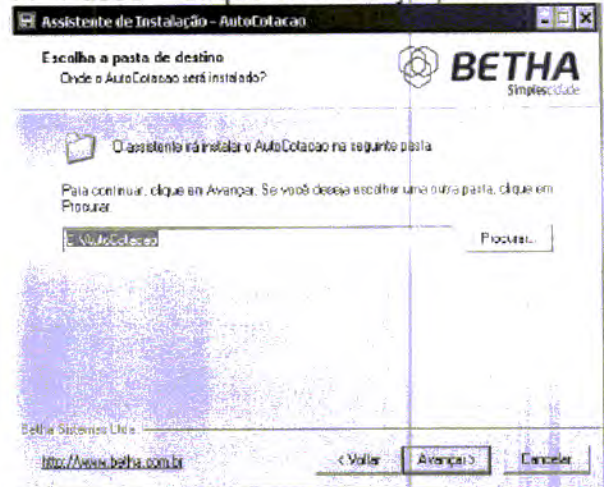 Assistente de Instalação - AutoCotacao
Escolha a pasta de destino
Onde o AutoCotacao será instalado?
BETHA
Simplescidade
O assistente irá instalar o AutoCotacao na seguinte pasta.
Para continuar, clique em Avançar. Se você deseja escolher uma outra pasta, clique em
Procurar.
C:\AutoCotacao
Procurar...
Betha Sistemas Ltda.
http://www.betha.com.br
< Voltar
Avançar >
Cancelar